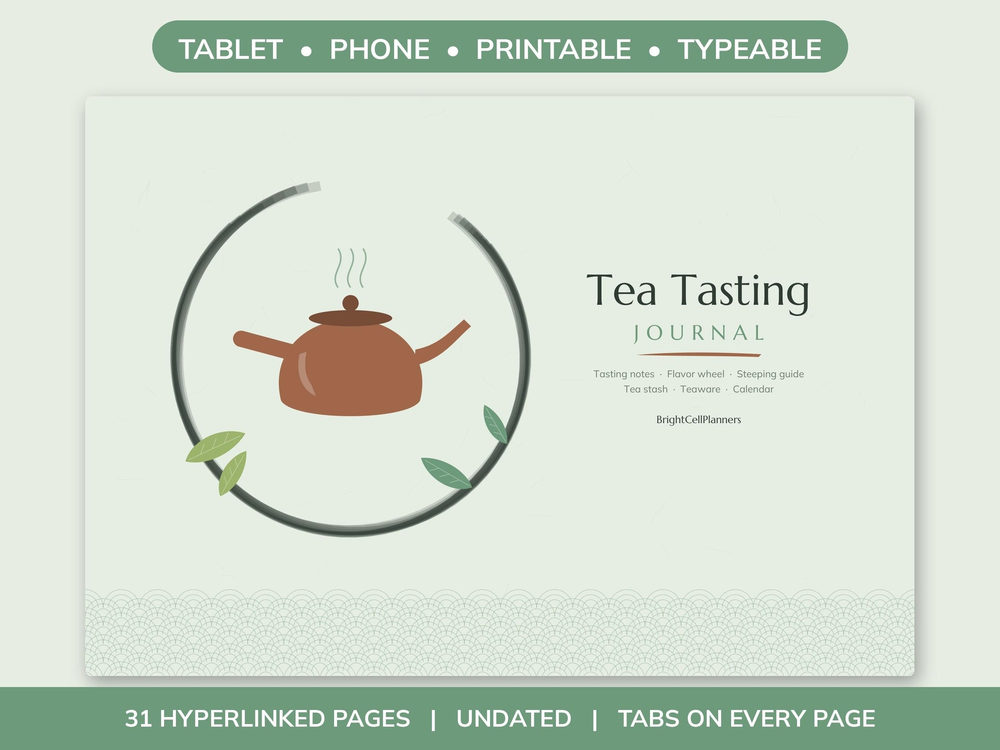 TABLET • PHONE • PRINTABLE • TYPEABLE
Tea Tasting
JOURNAL
Tasting notes · Flavor wheel · Steeping guide
Tea stash · Teaware · Calendar
BrightCellPlanners
31 HYPERLINKED PAGES | UNDATED | TABS ON EVERY PAGE